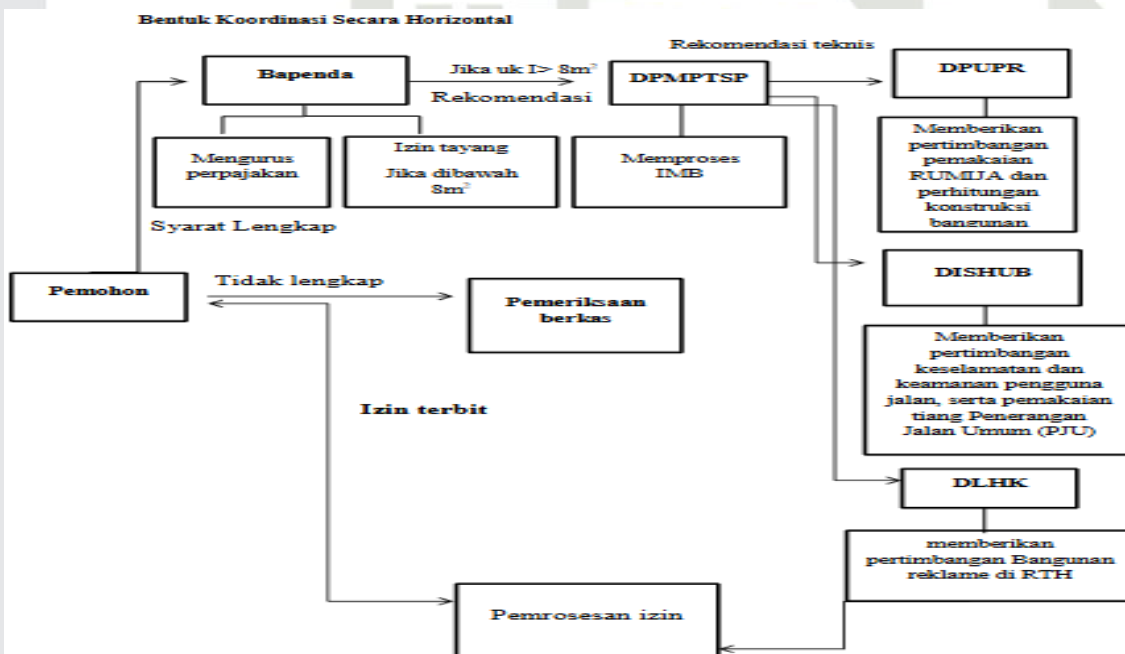 Bentuk Koordinasi Secara Horizontal
Rekomendasi teknis
Bapenda
Jika uk I> 8m²
Rekomendasi
DPMPTSP
DPUPR
Mengurus
perpajakan
Izin tayang
Jika dibawah
8m²
Memproses
IMB
Memberikan
pertimbangan
pemakaian
RUMIJA dan
perhitungan
konstruksi
bangunan
Syarat Lengkap
Pemohon
Tidak lengkap
Pemeriksaan
berkas
DISHUB
Memberikan
pertimbangan
keselamatan dan
keamanan pengguna
jalan, serta pemakaian
tiang Penerangan
Jalan Umum (PJU)
Izin terbit
DLHK
memberikan
pertimbangan Bangunan
reklame di RTH
Pemrosesan izin